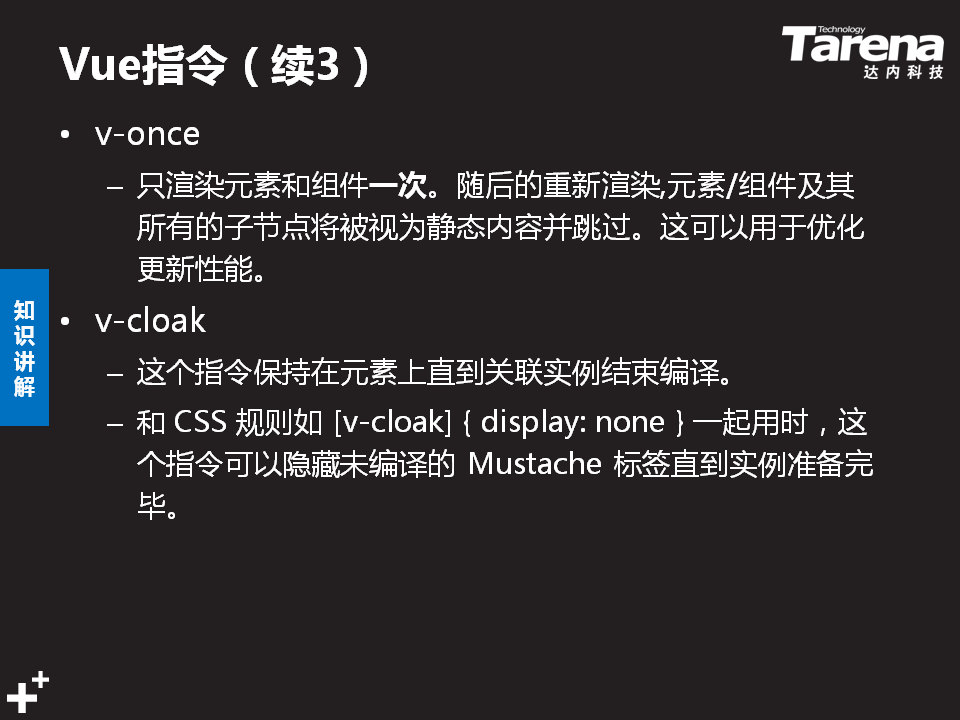 Vue指令（续3）
Technology
Tarena
达内科技
• v-once
– 只渲染元素和组件一次。随后的重新渲染,元素/组件及其
所有的子节点将被视为静态内容并跳过。这可以用于优化
更新性能。
知识讲解
• v-cloak
– 这个指令保持在元素上直到关联实例结束编译。
– 和 CSS 规则如 [v-cloak] { display: none } 一起用时，这
个指令可以隐藏未编译的 Mustache 标签直到实例准备完
毕。